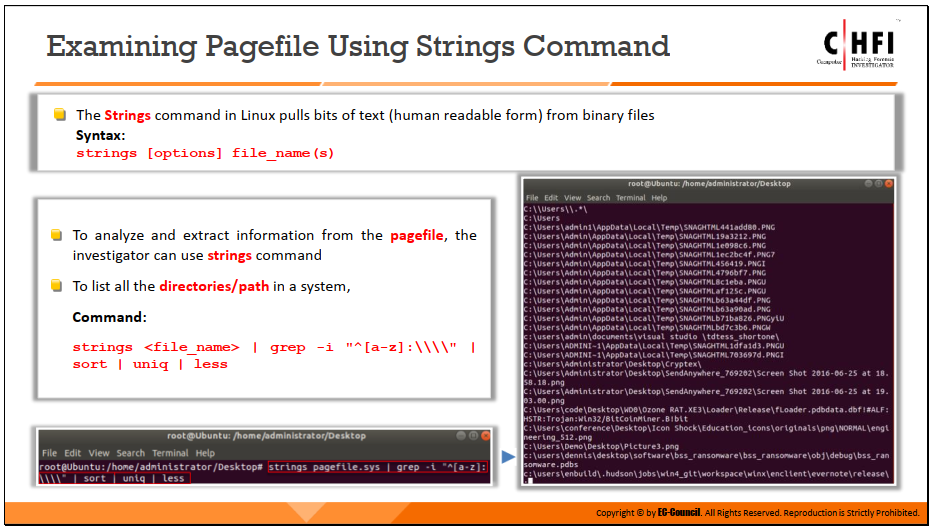 Examining Pagefile Using Strings Command
C|HFI
Computer Hacking Forensic
INVESTIGATOR
The Strings command in Linux pulls bits of text (human readable form) from binary files
Syntax:
strings [options] file_name(s)
To analyze and extract information from the pagefile, the
investigator can use strings command
To list all the directories/path in a system,
Command:
strings <file_name> | grep -i "^[a-z]:\\\\" |
sort | uniq | less
root@Ubuntu: /home/administrator/Desktop
File Edit View Search Terminal Help
root@Ubuntu:/home/administrator/Desktop# strings pagefile.sys | grep -i "^[a-z]:
\\\\" | sort | uniq | less
root@Ubuntu: /home/administrator/Desktop
File Edit View Search Terminal Help
C:\\Users\\.*\
C:\Users
C:\Users\admin1\AppData\Local\Temp\SNAGHTML441add80.PNG
C:\Users\Admin\AppData\Local\Temp\SNAGHTML19a3212.PNG
C:\Users\Admin\AppData\Local\Temp\SNAGHTML1e098c6.PNG
C:\Users\Admin\AppData\Local\Temp\SNAGHTML1ec2bc4f.PNG7
C:\Users\Admin\AppData\Local\Temp\SNAGHTML456419.PNGI
C:\Users\Admin\AppData\Local\Temp\SNAGHTML4796bf7.PNG
C:\Users\Admin\AppData\Local\Temp\SNAGHTML8c1eba.PNGU
C:\Users\Admin\AppData\Local\Temp\SNAGHTMLaf125c.PNGU
C:\Users\Admin\AppData\Local\Temp\SNAGHTMLb63a44df.PNG
C:\Users\Admin\AppData\Local\Temp\SNAGHTMLb63a90ad.PNG
C:\Users\Admin\AppData\Local\Temp\SNAGHTMLb71ba826.PNGyiU
C:\Users\Admin\AppData\Local\Temp\SNAGHTMLbd7c3b6.PNGW
C:\Users\admin\documents\visual studio \tdtess_shortone\
C:\Users\ADMINI~1\AppData\Local\Temp\SNAGHTML1dfa1d3.PNGU
C:\Users\ADMINI~1\AppData\Local\Temp\SNAGHTML703697d.PNGI
C:\Users\Administrator\Desktop\Cryptex\
C:\Users\Administrator\Desktop\SendAnywhere_769202\Screen Shot 2016-06-25 at 18.
58.18.png
C:\Users\Administrator\Desktop\SendAnywhere_769202\Screen Shot 2016-06-25 at 19.
03.00.png
C:\Users\code\Desktop\WD0\Ozone RAT.XE3\Loader\Release\fLoader.pdbdata.dbf!#ALF:
HSTR:Trojan:Win32/BitCoinMiner.B!bit
C:\Users\conference\Desktop\Icon Shock\Education_icons\originals\png\NORMAL\engi
neering_512.png
C:\Users\Demo\Desktop\Picture3.png
C:\users\dennis\desktop\software\bss_ransomware\bss_ransomware\obj\debug\bss_ran
somware.pdbs
c:\users\enbuild\.hudson\jobs\win4_git\workspace\winx\enclient\evernote\release\
:
Copyright © by EC-Council. All Rights Reserved. Reproduction is Strictly Prohibited.